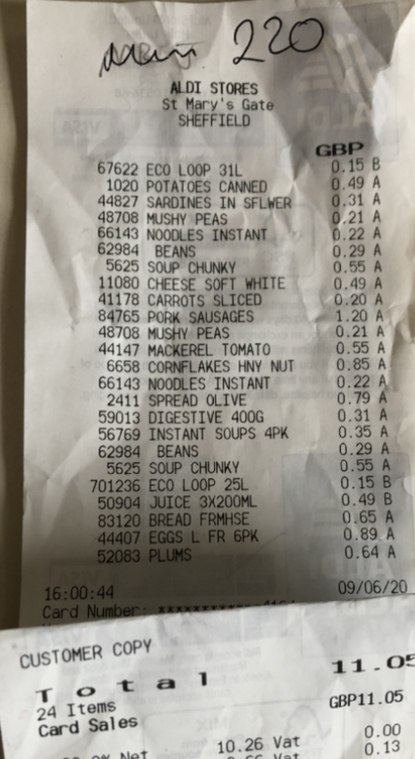 220
ALDI STORES
St Mary's Gate
SHEFFIELD
GBP
67622 ECO LOOP 31L 0.15 B
1020 POTATOES CANNED 0.49 A
44827 SARDINES IN SFLWER 0.31 A
48708 MUSHY PEAS 0.21 A
66143 NOODLES INSTANT 0.22 A
62984 BEANS 0.29 A
5625 SOUP CHUNKY 0.55 A
11080 CHEESE SOFT WHITE 0.49 A
41178 CARROTS SLICED 0.20 A
84765 PORK SAUSAGES 1.20 A
48708 MUSHY PEAS 0.21 A
44147 MACKEREL TOMATO 0.55 A
6658 CORNFLAKES HNY NUT 0.85 A
66143 NOODLES INSTANT 0.22 A
2411 SPREAD OLIVE 0.79 A
59013 DIGESTIVE 400G 0.31 A
56769 INSTANT SOUPS 4PK 0.35 A
62984 BEANS 0.29 A
5625 SOUP CHUNKY 0.55 A
701236 ECO LOOP 25L 0.15 B
50904 JUICE 3X200ML 0.49 B
83120 BREAD FRMHSE 0.65 A
44407 EGGS L FR 6PK 0.89 A
52083 PLUMS 0.64 A
16:00:44 09/06/20
Card Number:
CUSTOMER COPY
Total 11.05
24 Items
Card Sales GBP11.05
Net 10.26 Vat 0.00
Vat 0.13